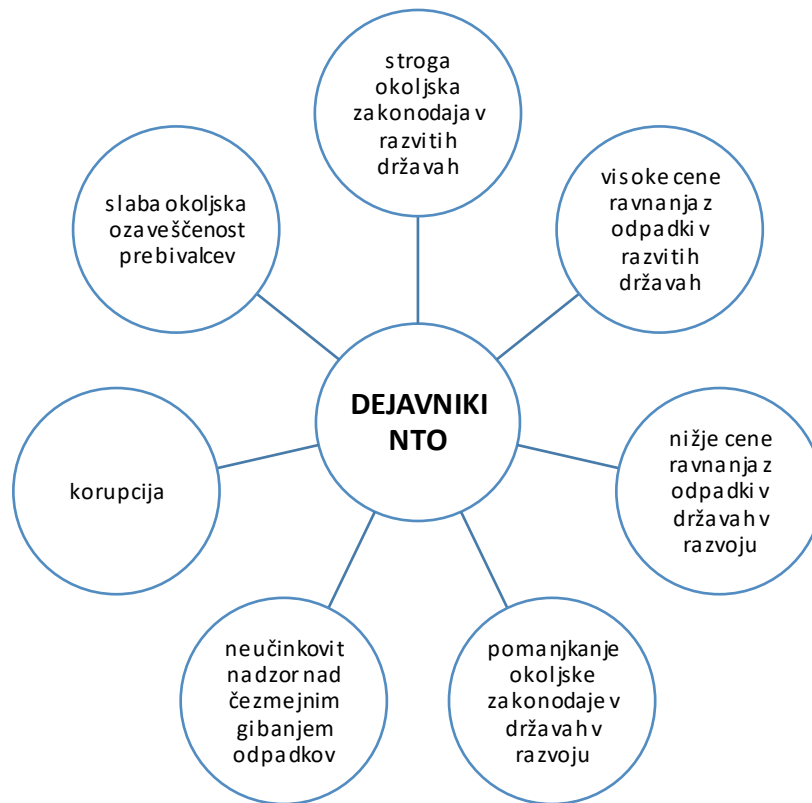 stroga
okoljska
zakonodaja v
razvitih
državah
visoke cene
ravnanja z
odpadki v
razvitih
državah
slaba okoljska
ozaveščenost
prebivalcev
DEJAVNIKI
NTO
nižje cene
ravnanja z
odpadki v
državah v
razvoju
korupcija
neučinkovit
nadzor nad
čezmejnim
gibanjem
odpadkov
pomanjkanje
okoljske
zakonodaje v
državah v
razvoju